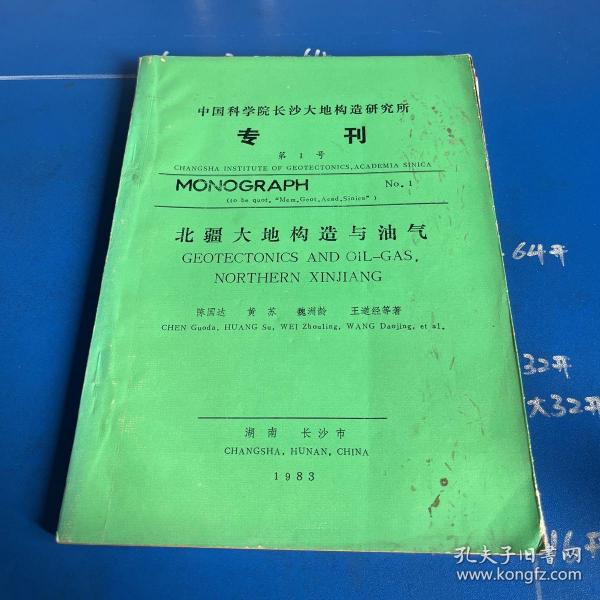 中国科学院长沙大地构造研究所
专 刊
第 1 号
CHANGSHA INSTITUTE OF GEOTECTONICS, ACADEMIA SINICA
MONOGRAPH No. 1
(to be quot. "Mem. Geot. Acad. Sinica")
北疆大地构造与油气
GEOTECTONICS AND OiL-GAS,
NORTHERN XINJIANG
陈国达 黄苏 魏洲龄 王道经等著
CHEN Guoda, HUANG Su, WEI Zhouling, WANG Daojing, et al.
湖南 长沙市
CHANGSHA, HUNAN, CHINA
1983
64开
32开
大32开
16开
孔夫子旧书网
www.kongfz.com